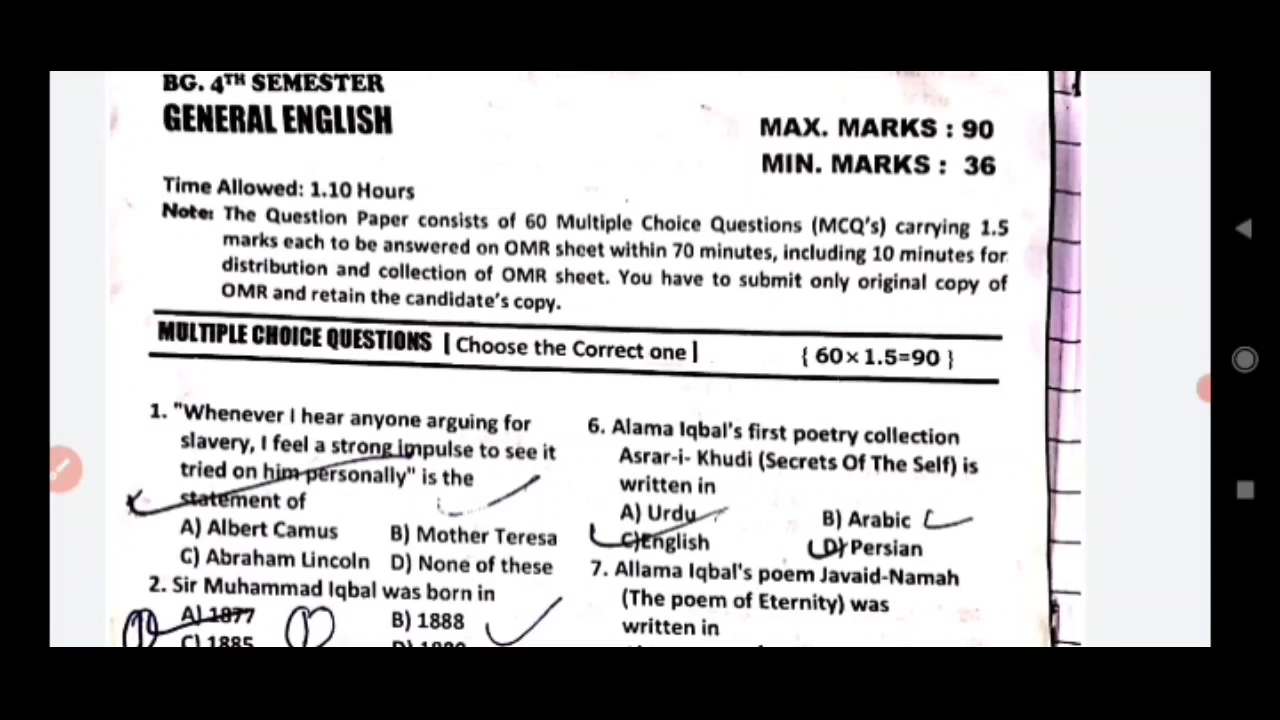 BG. 4TH SEMESTER
GENERAL ENGLISH
MAX. MARKS : 90
MIN. MARKS : 36
Time Allowed: 1.10 Hours
Note: The Question Paper consists of 60 Multiple Choice Questions (MCQ's) carrying 1.5
marks each to be answered on OMR sheet within 70 minutes, including 10 minutes for
distribution and collection of OMR sheet. You have to submit only original copy of
OMR and retain the candidate's copy.
MULTIPLE CHOICE QUESTIONS | Choose the Correct one | { 60×1.5=90 }
1. "Whenever I hear anyone arguing for
slavery, I feel a strong impulse to see it
tried on him personally" is the
statement of
A) Albert Camus B) Mother Teresa
C) Abraham Lincoln D) None of these
2. Sir Muhammad Iqbal was born in
A) 1877 B) 1888
C) 1885
6. Alama Iqbal's first poetry collection
Asrar-i- Khudi (Secrets Of The Self) is
written in
A) Urdu B) Arabic
C) English D) Persian
7. Allama Iqbal's poem Javaid-Namah
(The poem of Eternity) was
written in